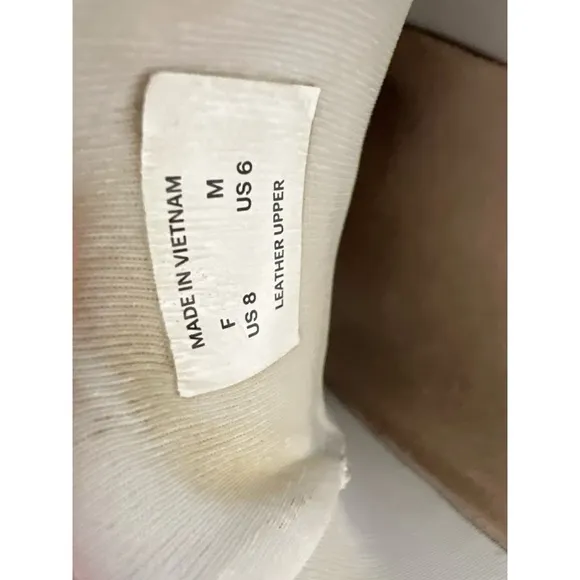 MADE IN VIETNAM
F M
US 8 US 6
LEATHER UPPER